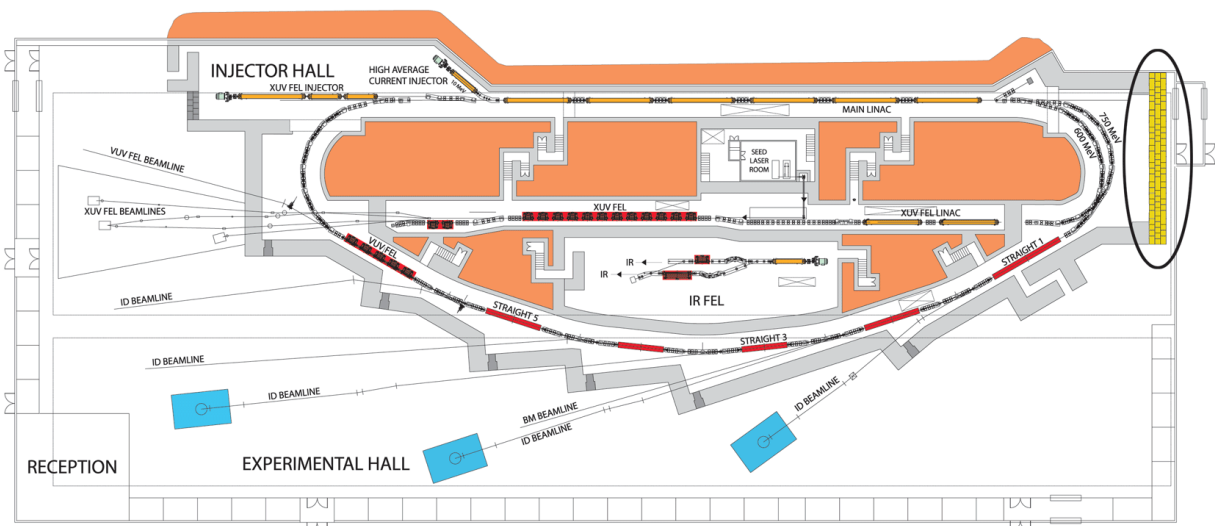 INJECTOR HALL
XUV FEL INJECTOR
HIGH AVERAGE
CURRENT INJECTOR
10 MeV
MAIN LINAC
750 MeV
600 MeV
SEED
LASER
ROOM
VUV FEL BEAMLINE
XUV FEL BEAMLINES
XUV FEL
XUV FEL LINAC
VUV FEL
STRAIGHT 1
IR
IR
IR FEL
ID BEAMLINE
STRAIGHT 5
STRAIGHT 3
ID BEAMLINE
ID BEAMLINE
BM BEAMLINE
ID BEAMLINE
ID BEAMLINE
RECEPTION
EXPERIMENTAL HALL